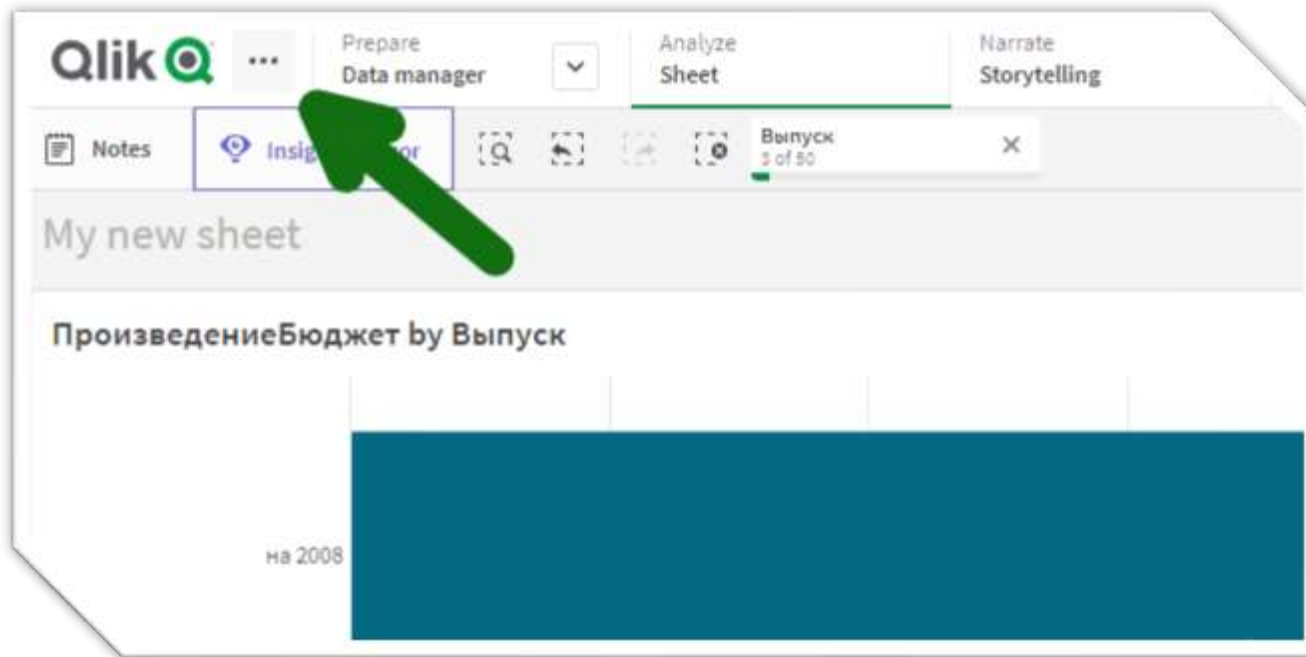 Qlik
...
Prepare
Data manager
Analyze
Sheet
Narrate
Storytelling
Notes
Выпуск
3 of 50
My new sheet
ПроизведениеБюджет by Выпуск
на 2008